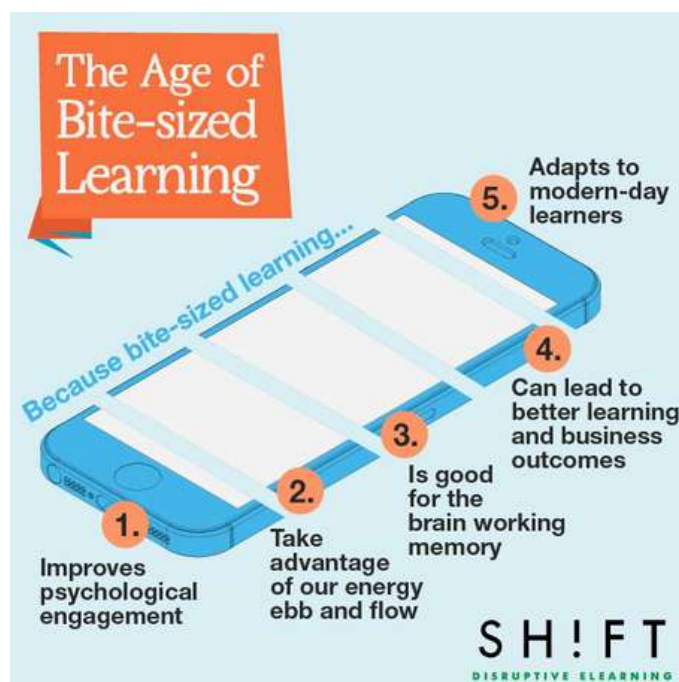 The Age of
Bite-sized
Learning
Because bite-sized learning...
1.
Improves
psychological
engagement
2.
Take
advantage
of our energy
ebb and flow
3.
Is good
for the
brain working
memory
4.
Can lead to
better learning
and business
outcomes
5.
Adapts to
modern-day
learners
SH!FT
DISRUPTIVE ELEARNING